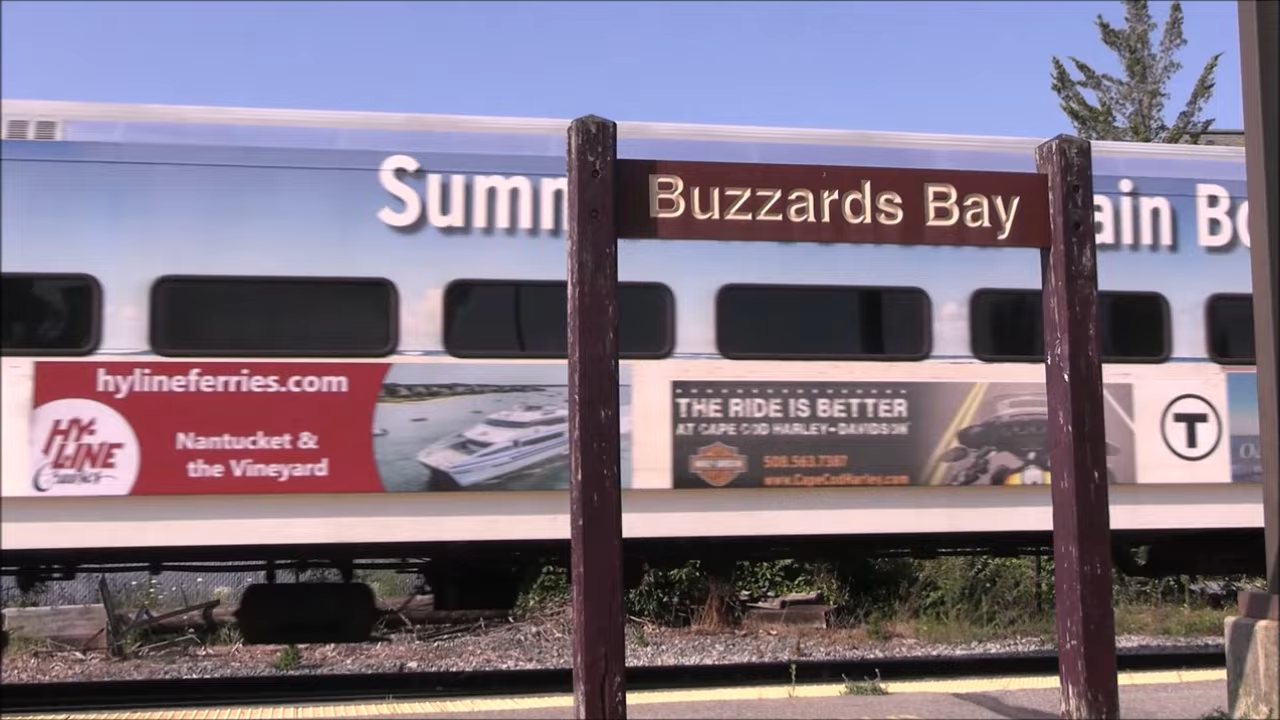 Summ
Buzzards Bay
ain Bo
hylineferries.com
HY-LINE
Cruises
Nantucket &
the Vineyard
THE RIDE IS BETTER
AT CAPE COD HARLEY-DAVIDSON
508.563.7387
www.CapeCodHarley.com
T